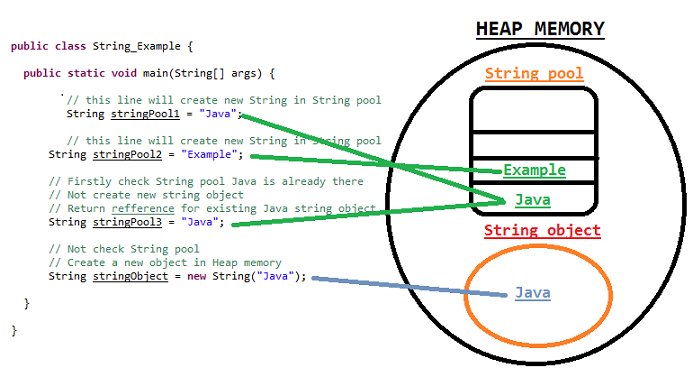 HEAP MEMORY
public class String_Example {
String pool
public static void main(String[] args) {
`// this line will create new String in String pool
String stringPool1 = "Java";
// this line will create new String in String pool
String stringPool2 = "Example";
Example
// Firstly check String pool Java is already there
// Not create new string object
// Return refference for existing Java string object
Java
String stringPool3 = "Java";
String object
// Not check String pool
// Create a new object in Heap memory
String stringObject = new String("Java");
Java
}
}